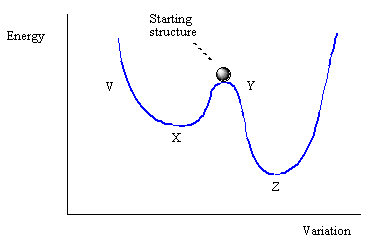 Starting
structure
Energy
V
Y
X
Z
Variation